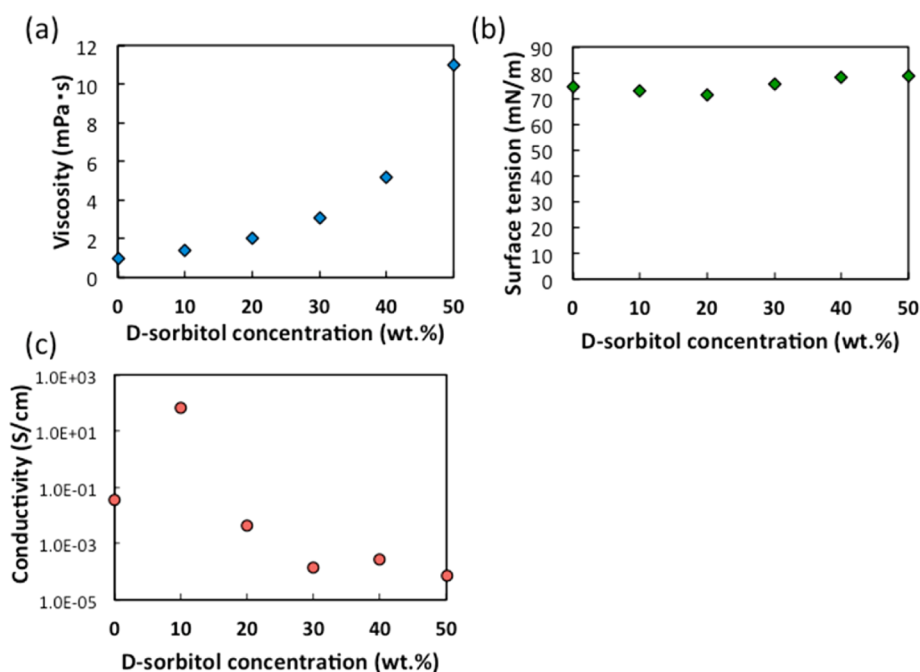 (a)
Viscosity (mPa·s)
12
10
8
6
4
2
0
0 10 20 30 40 50
D-sorbitol concentration (wt.%)
(b)
Surface tension (mN/m)
90
80
70
60
50
40
30
20
10
0
0 10 20 30 40 50
D-sorbitol concentration (wt.%)
(c)
Conductivity (S/cm)
1.0E+03
1.0E+01
1.0E-01
1.0E-03
1.0E-05
0 10 20 30 40 50
D-sorbitol concentration (wt.%)